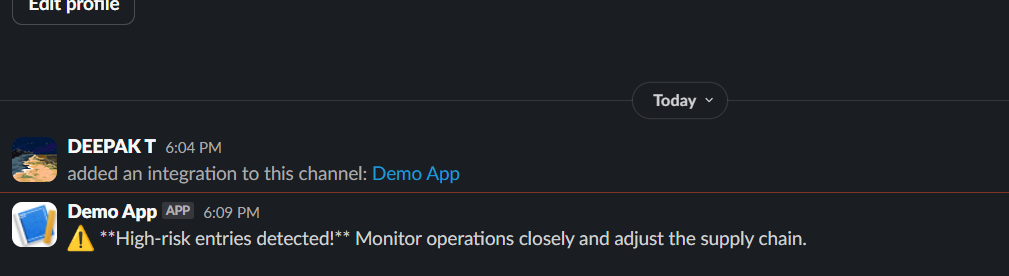 Edit profile
Today
DEEPAK T 6:04 PM
added an integration to this channel: Demo App
Demo App APP 6:09 PM
⚠️ **High-risk entries detected!** Monitor operations closely and adjust the supply chain.